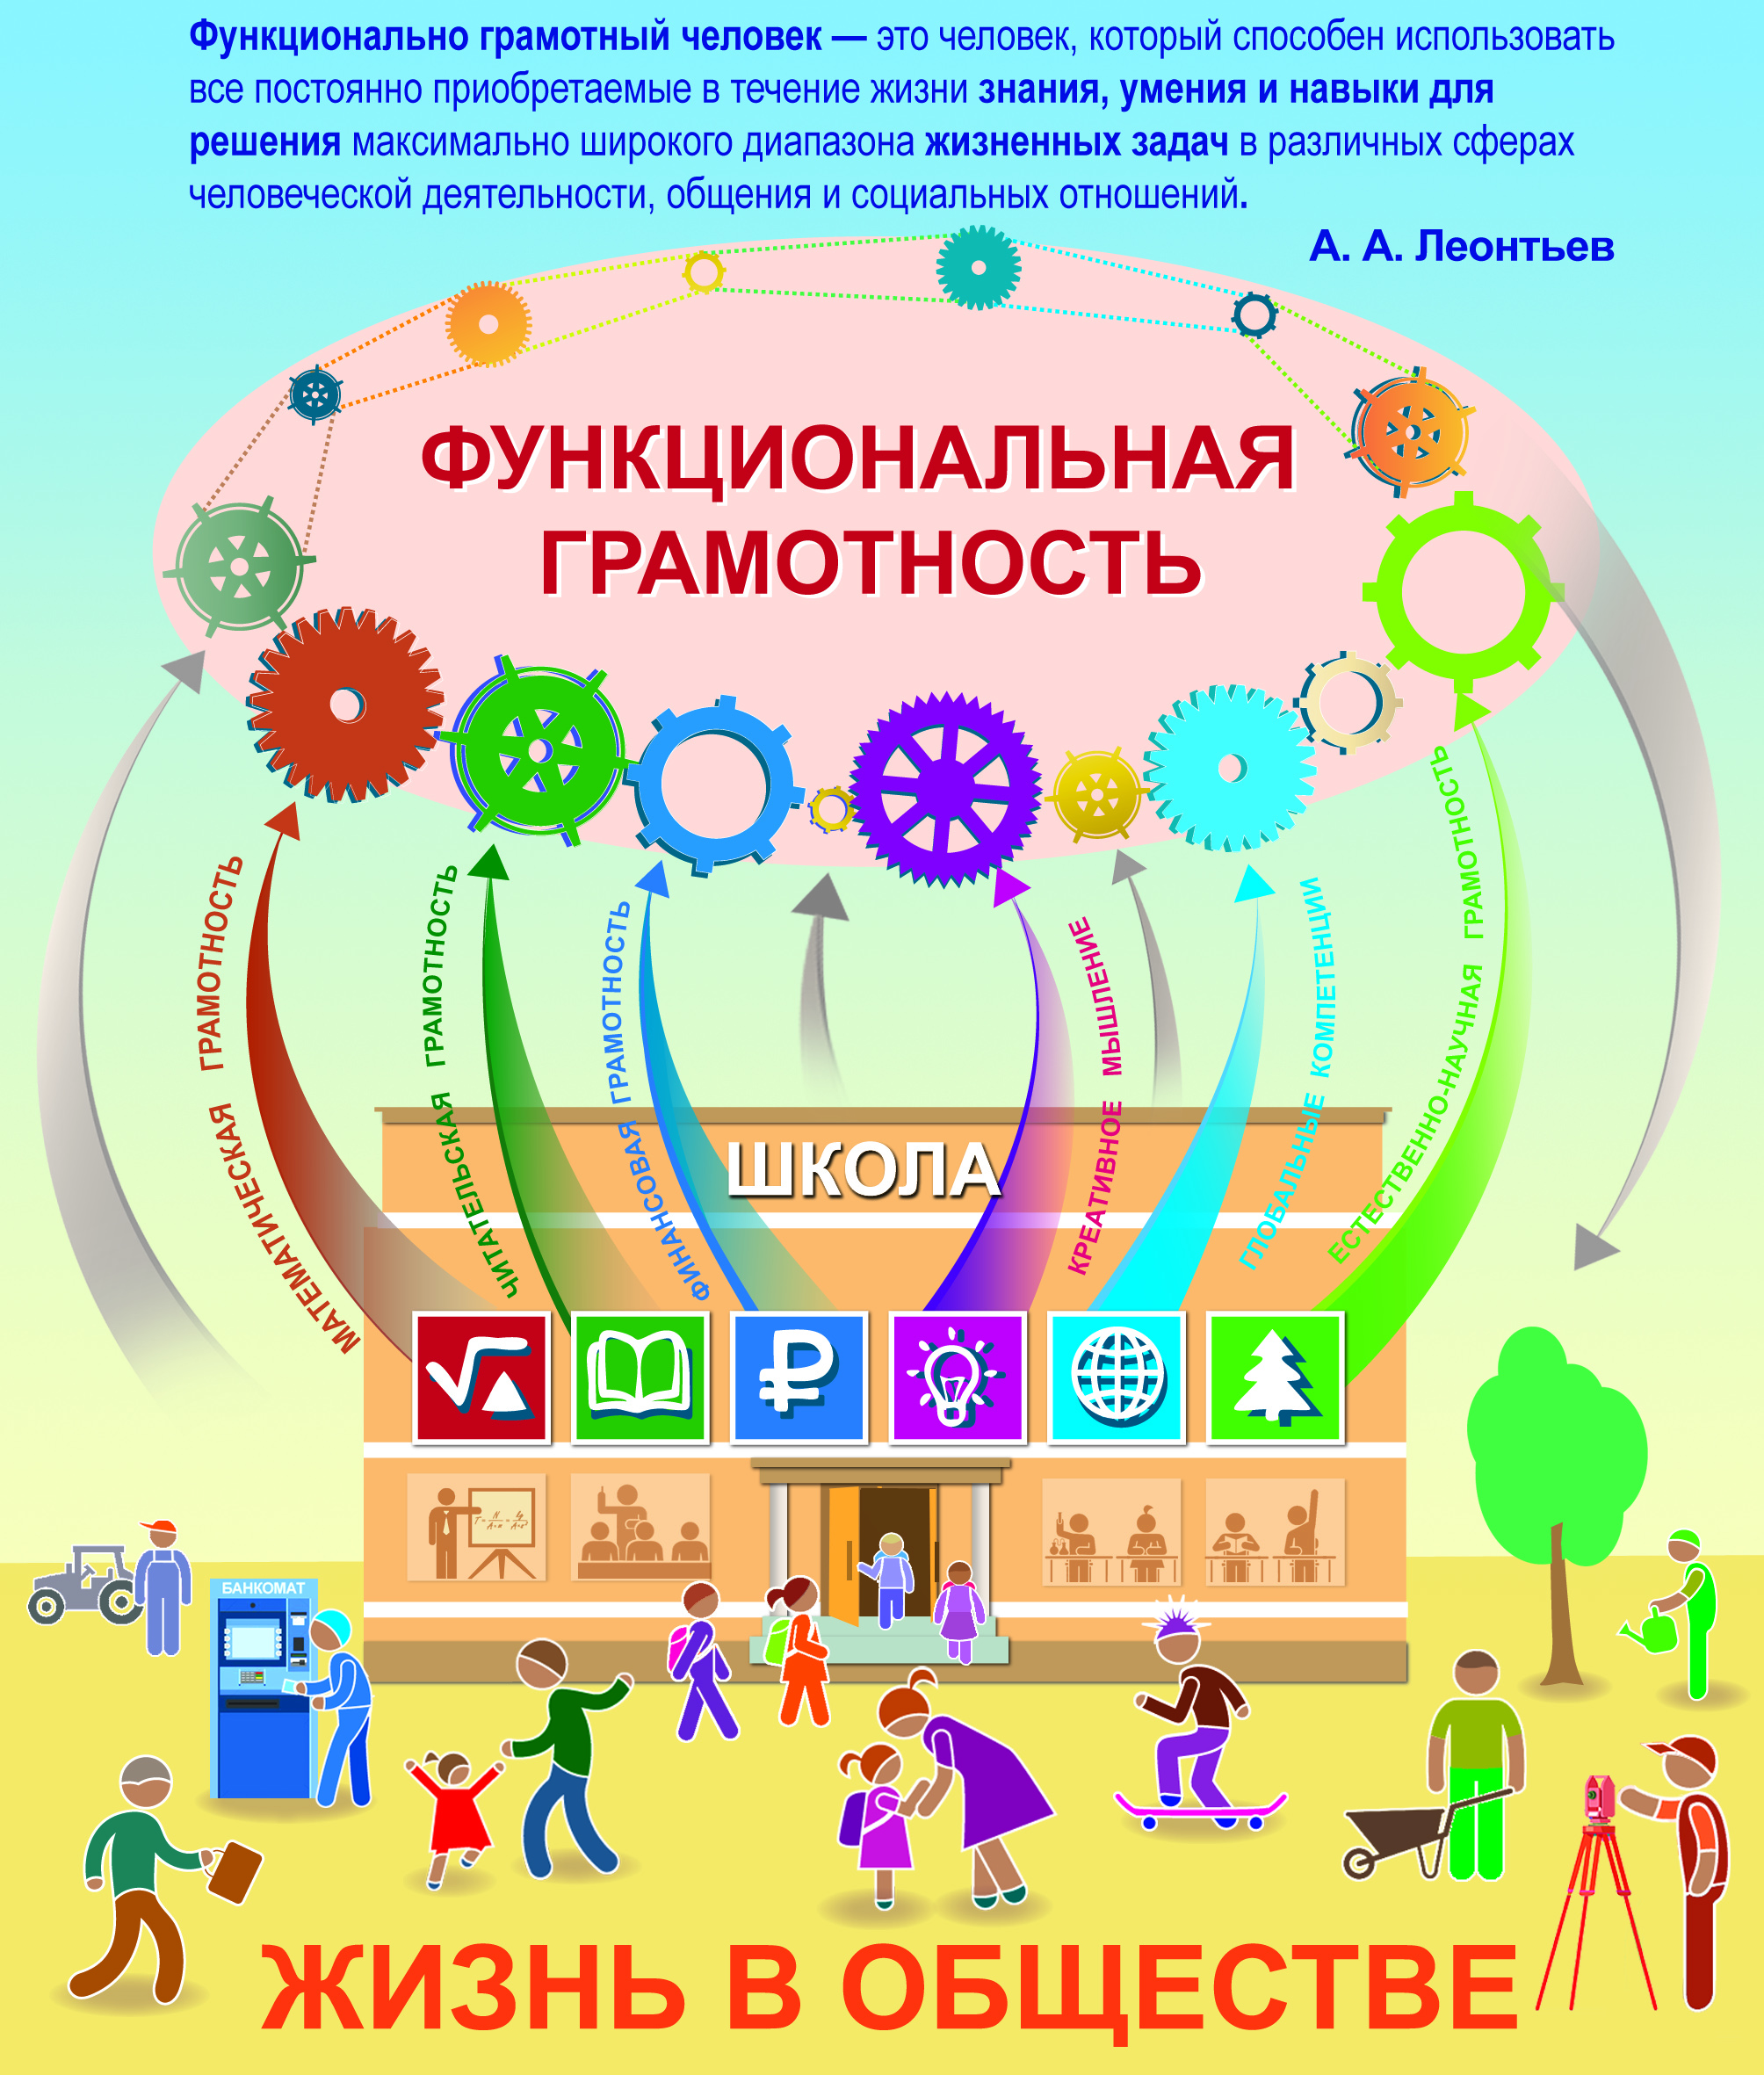 Функционально грамотный человек — это человек, который способен использовать
все постоянно приобретаемые в течение жизни знания, умения и навыки для
решения максимально широкого диапазона жизненных задач в различных сферах
человеческой деятельности, общения и социальных отношений.
А. А. Леонтьев
ФУНКЦИОНАЛЬНАЯ
ГРАМОТНОСТЬ
МАТЕМАТИЧЕСКАЯ ГРАМОТНОСТЬ
ЧИТАТЕЛЬСКАЯ ГРАМОТНОСТЬ
ФИНАНСОВАЯ ГРАМОТНОСТЬ
КРЕАТИВНОЕ МЫШЛЕНИЕ
ГЛОБАЛЬНЫЕ КОМПЕТЕНЦИИ
ЕСТЕСТВЕННО-НАУЧНАЯ ГРАМОТНОСТЬ
ШКОЛА
БАНКОМАТ
ЖИЗНЬ В ОБЩЕСТВЕ